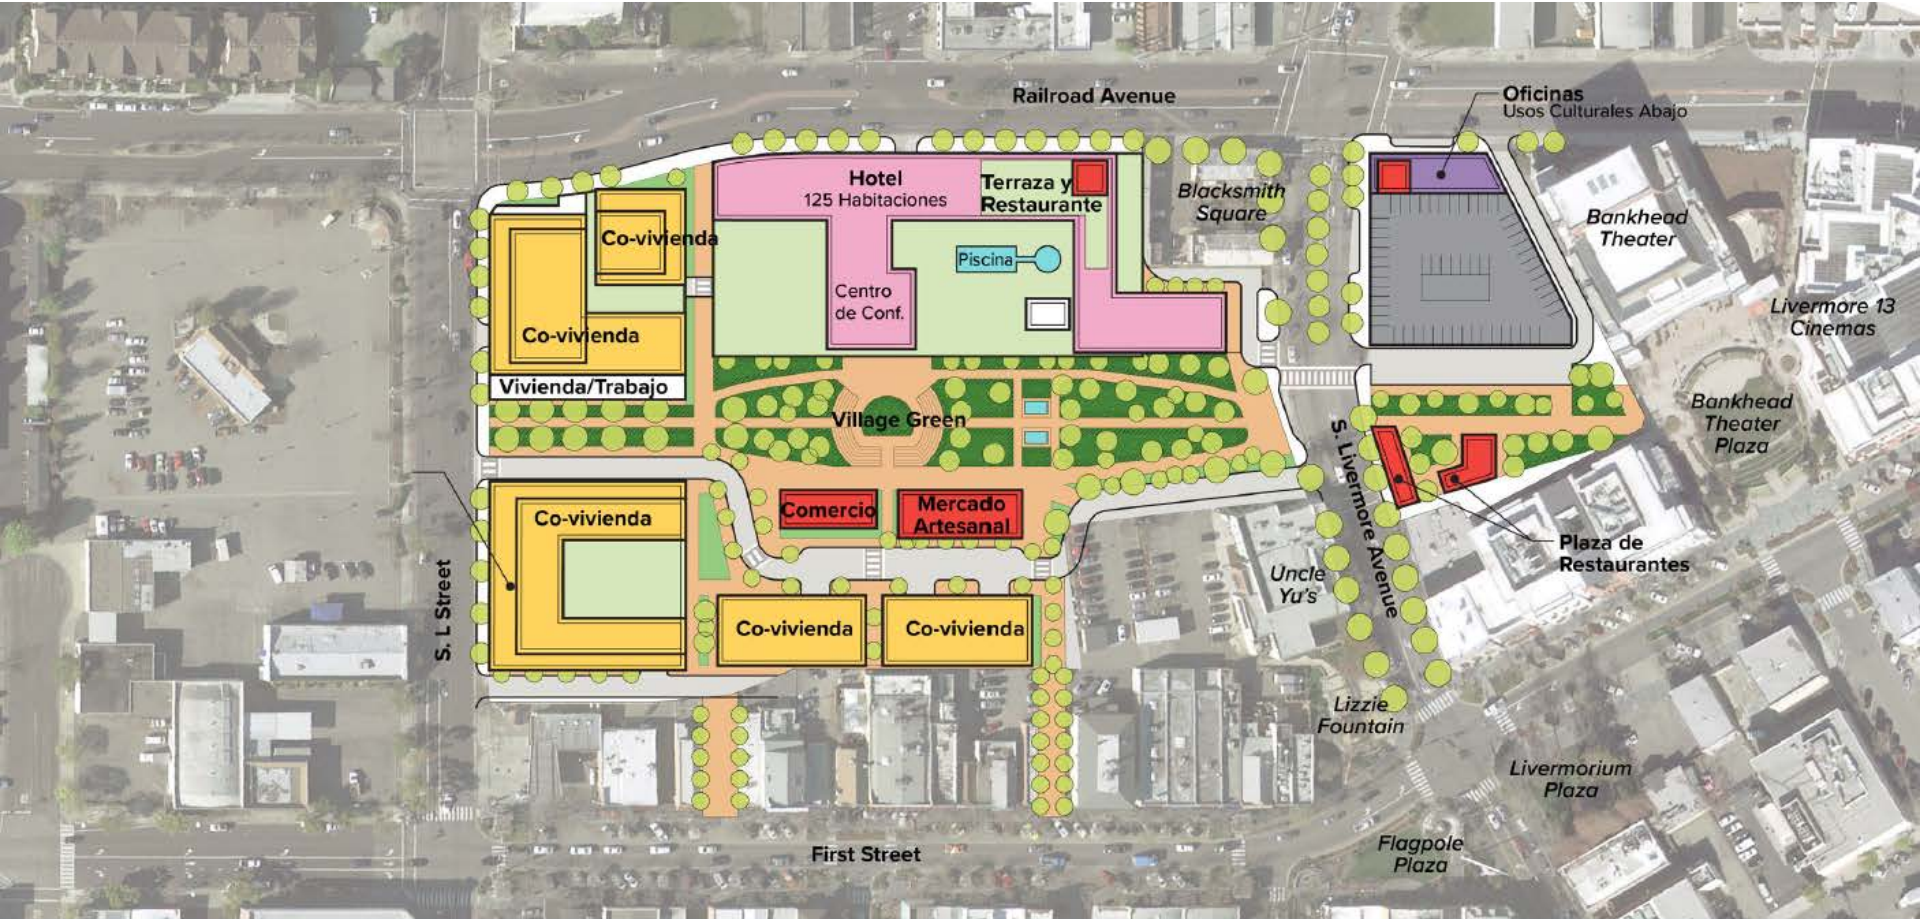 Railroad Avenue
Oficinas
Usos Culturales Abajo
Hotel
125 Habitaciones
Terraza y
Restaurante
Blacksmith
Square
Bankhead
Theater
Co-vivienda
Piscina
Centro
de Conf.
Livermore 13
Cinemas
Co-vivienda
Vivienda/Trabajo
Village Green
Bankhead
Theater
Plaza
S. Livermore Avenue
Co-vivienda
Comercio
Mercado
Artesanal
Plaza de
Restaurantes
Uncle
Yu's
S. L Street
Co-vivienda
Co-vivienda
Lizzie
Fountain
Livermorium
Plaza
First Street
Flagpole
Plaza